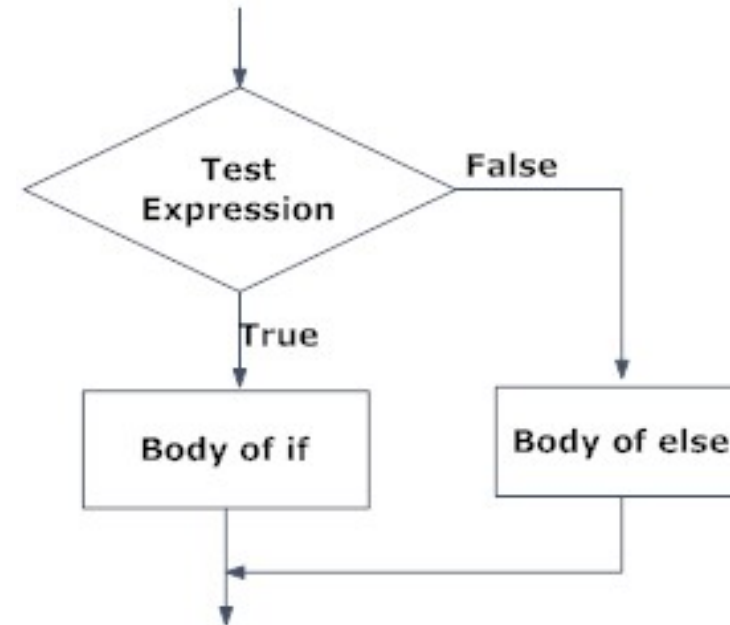 Test
Expression
False
True
Body of if
Body of else